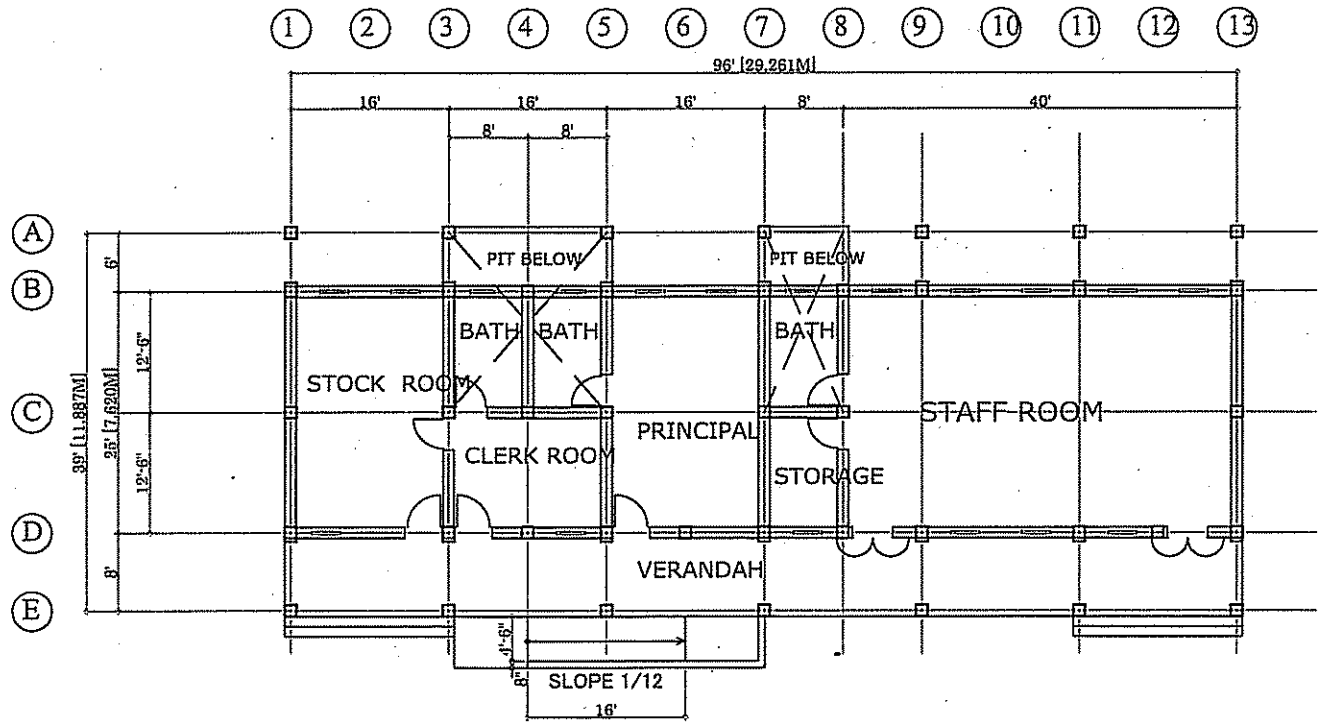 1 2 3 4 5 6 7 8 9 10 11 12 13
96' [29.261M]
16' 16' 16' 8' 40'
8' 8'
A
B
C
D
E
6'
39' [11.887M]
25' [7.620M]
12'-6"
12'-6"
8'
PIT BELOW PIT BELOW
BATH BATH BATH
STOCK ROOM
STAFF ROOM
PRINCIPAL
CLERK ROOM
STORAGE
VERANDAH
4'-6"
8"
SLOPE 1/12
16'